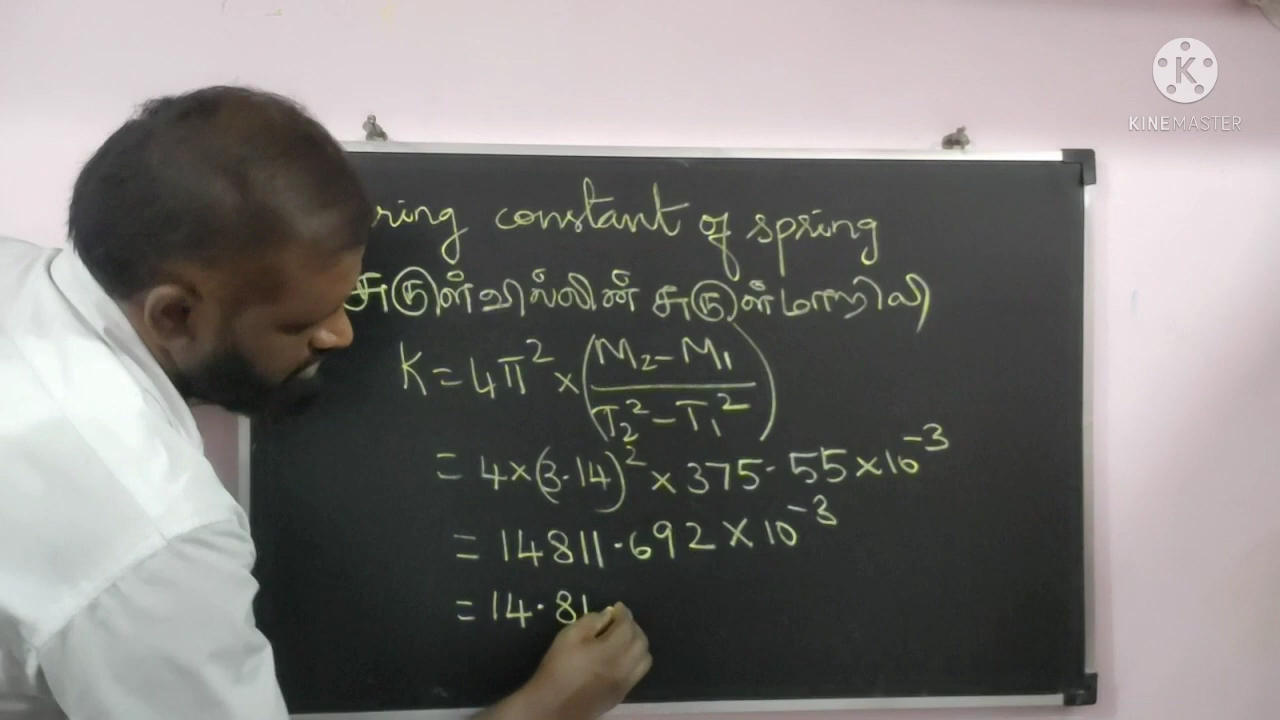 KINEMASTER
ring constant of spring
சுருள்வில்லின் சுருள்மாறிலி
K = 4π² × (M₂ – M₁ / T₂² – T₁²)
= 4 × (3.14)² × 375.55 × 10⁻³
= 14811.692 × 10⁻³
= 14.81